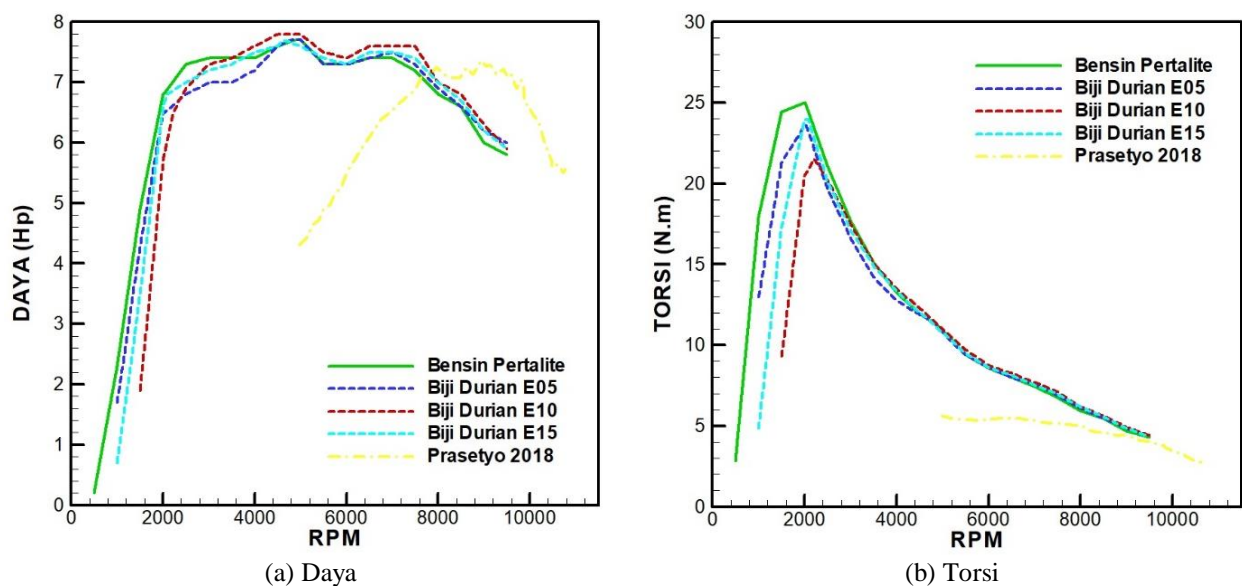 8
7
6
5
4
3
2
1
0
DAYA (Hp)
0 2000 4000 6000 8000 10000
RPM
Bensin Pertalite
Biji Durian E05
Biji Durian E10
Biji Durian E15
Prasetyo 2018
(a) Daya
30
25
20
15
10
5
0
TORSI (N.m)
0 2000 4000 6000 8000 10000
RPM
Bensin Pertalite
Biji Durian E05
Biji Durian E10
Biji Durian E15
Prasetyo 2018
(b) Torsi